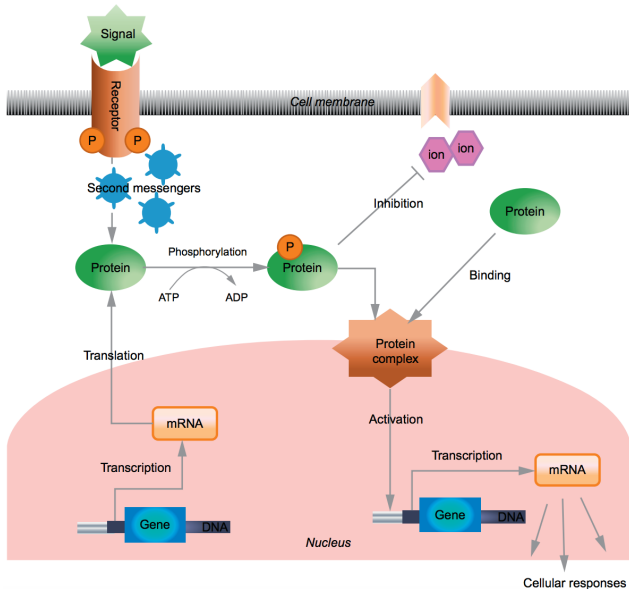 Signal
Cell membrane
Receptor
P
P
ion
ion
Second messengers
Inhibition
Protein
Phosphorylation
P
Protein
Protein
Binding
ATP
ADP
Protein
complex
Translation
Activation
mRNA
Transcription
Transcription
mRNA
Gene
DNA
Gene
DNA
Nucleus
Cellular responses